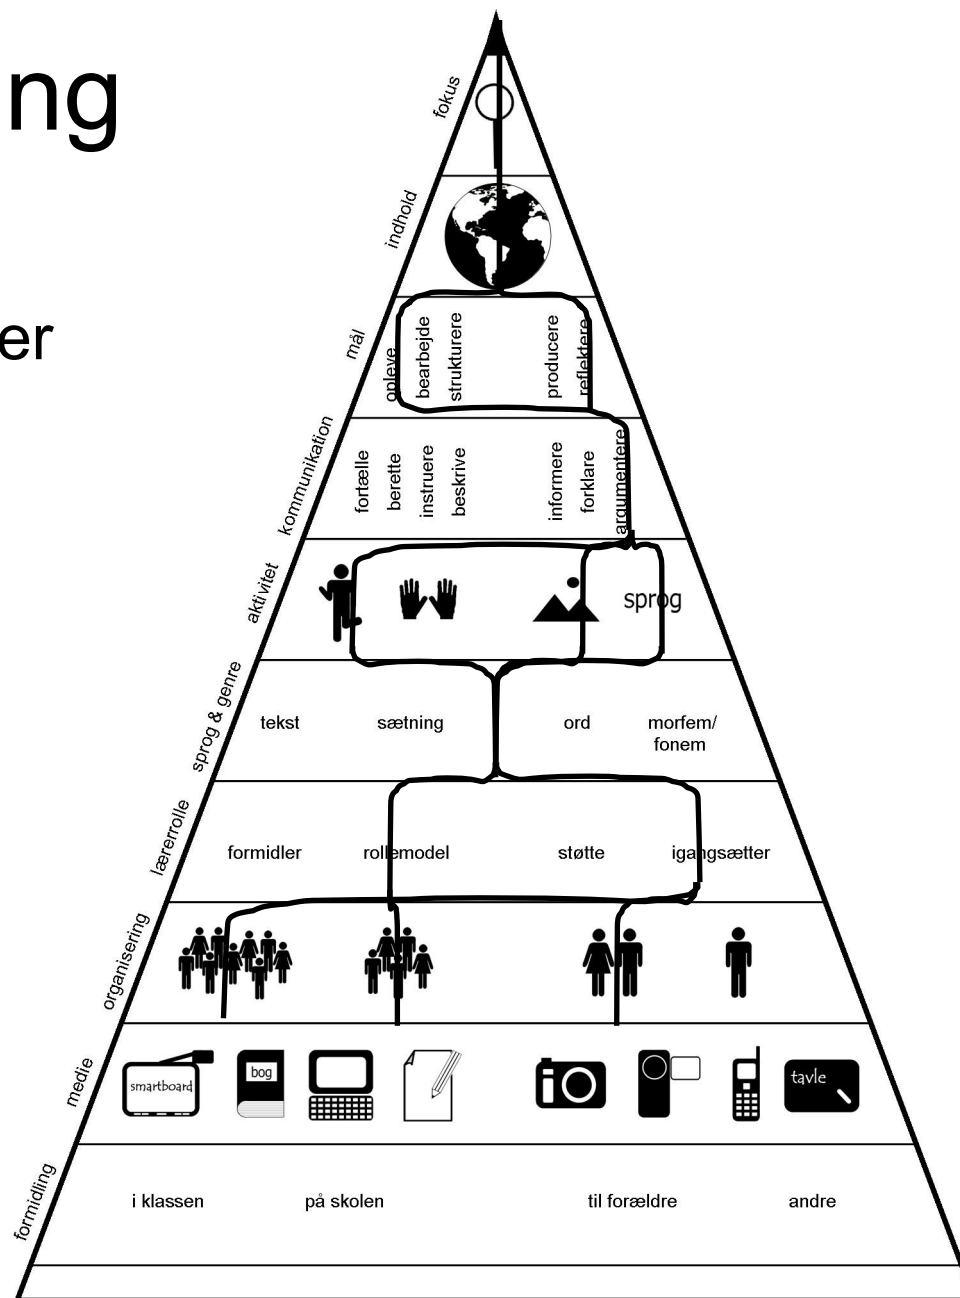 ng
er
fokus
indhold
mål
opleve
bearbejde
strukturere
producere
reflektere
kommunikation
fortælle
berette
instruere
beskrive
informere
forklare
argumentere
aktivitet
sprog
sprog & genre
tekst
sætning
ord
morfem/
fonem
lærerrolle
formidler
rollemodel
støtte
igangsætter
organisering
medie
smartboard
bog
tavle
formidling
i klassen
på skolen
til forældre
andre